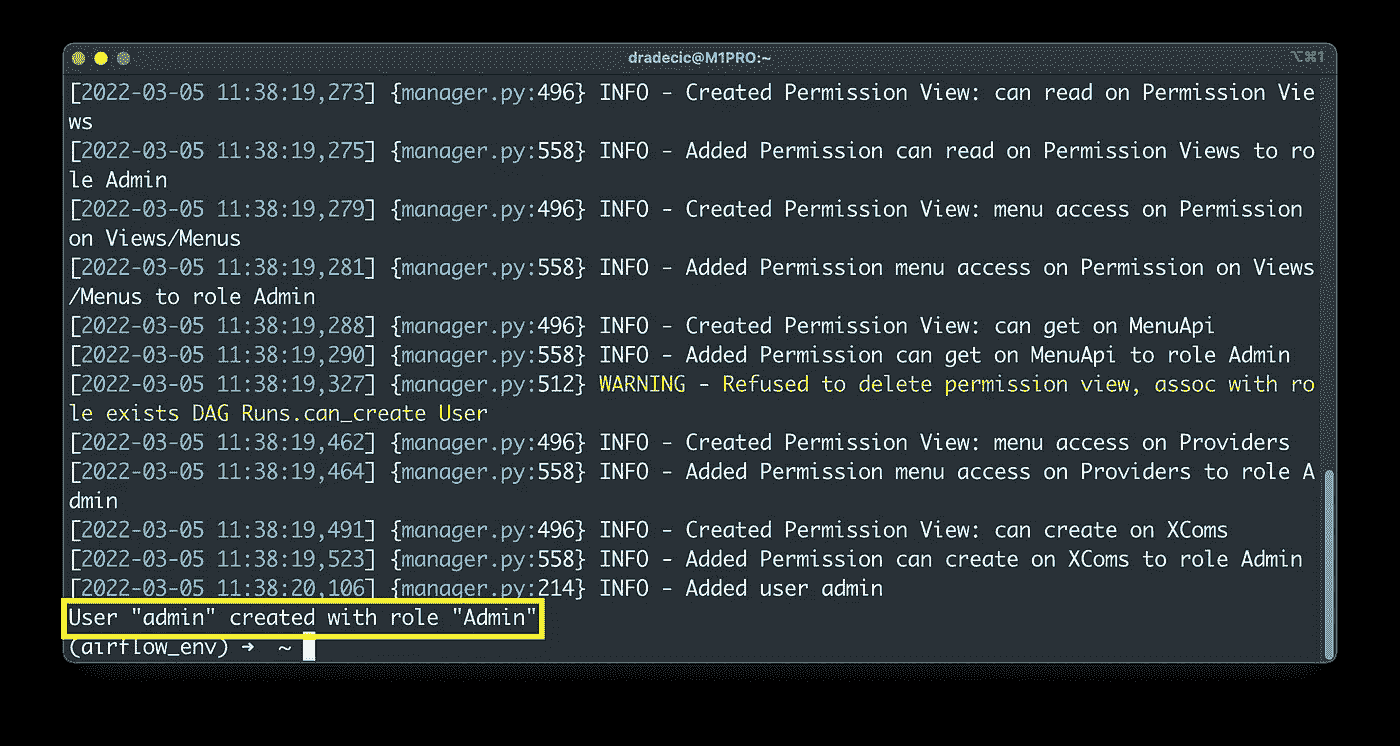 dradecic@M1PRO:~
⌥⌘1
[2022-03-05 11:38:19,273] {manager.py:496} INFO - Created Permission View: can read on Permission Vie
ws
[2022-03-05 11:38:19,275] {manager.py:558} INFO - Added Permission can read on Permission Views to ro
le Admin
[2022-03-05 11:38:19,279] {manager.py:496} INFO - Created Permission View: menu access on Permission 
on Views/Menus
[2022-03-05 11:38:19,281] {manager.py:558} INFO - Added Permission menu access on Permission on Views
/Menus to role Admin
[2022-03-05 11:38:19,288] {manager.py:496} INFO - Created Permission View: can get on MenuApi
[2022-03-05 11:38:19,290] {manager.py:558} INFO - Added Permission can get on MenuApi to role Admin
[2022-03-05 11:38:19,327] {manager.py:512} WARNING - Refused to delete permission view, assoc with ro
le exists DAG Runs.can_create User
[2022-03-05 11:38:19,462] {manager.py:496} INFO - Created Permission View: menu access on Providers
[2022-03-05 11:38:19,464] {manager.py:558} INFO - Added Permission menu access on Providers to role A
dmin
[2022-03-05 11:38:19,491] {manager.py:496} INFO - Created Permission View: can create on XComs
[2022-03-05 11:38:19,523] {manager.py:558} INFO - Added Permission can create on XComs to role Admin
[2022-03-05 11:38:20,106] {manager.py:214} INFO - Added user admin
User "admin" created with role "Admin"
(airflow_env) ➜ ~